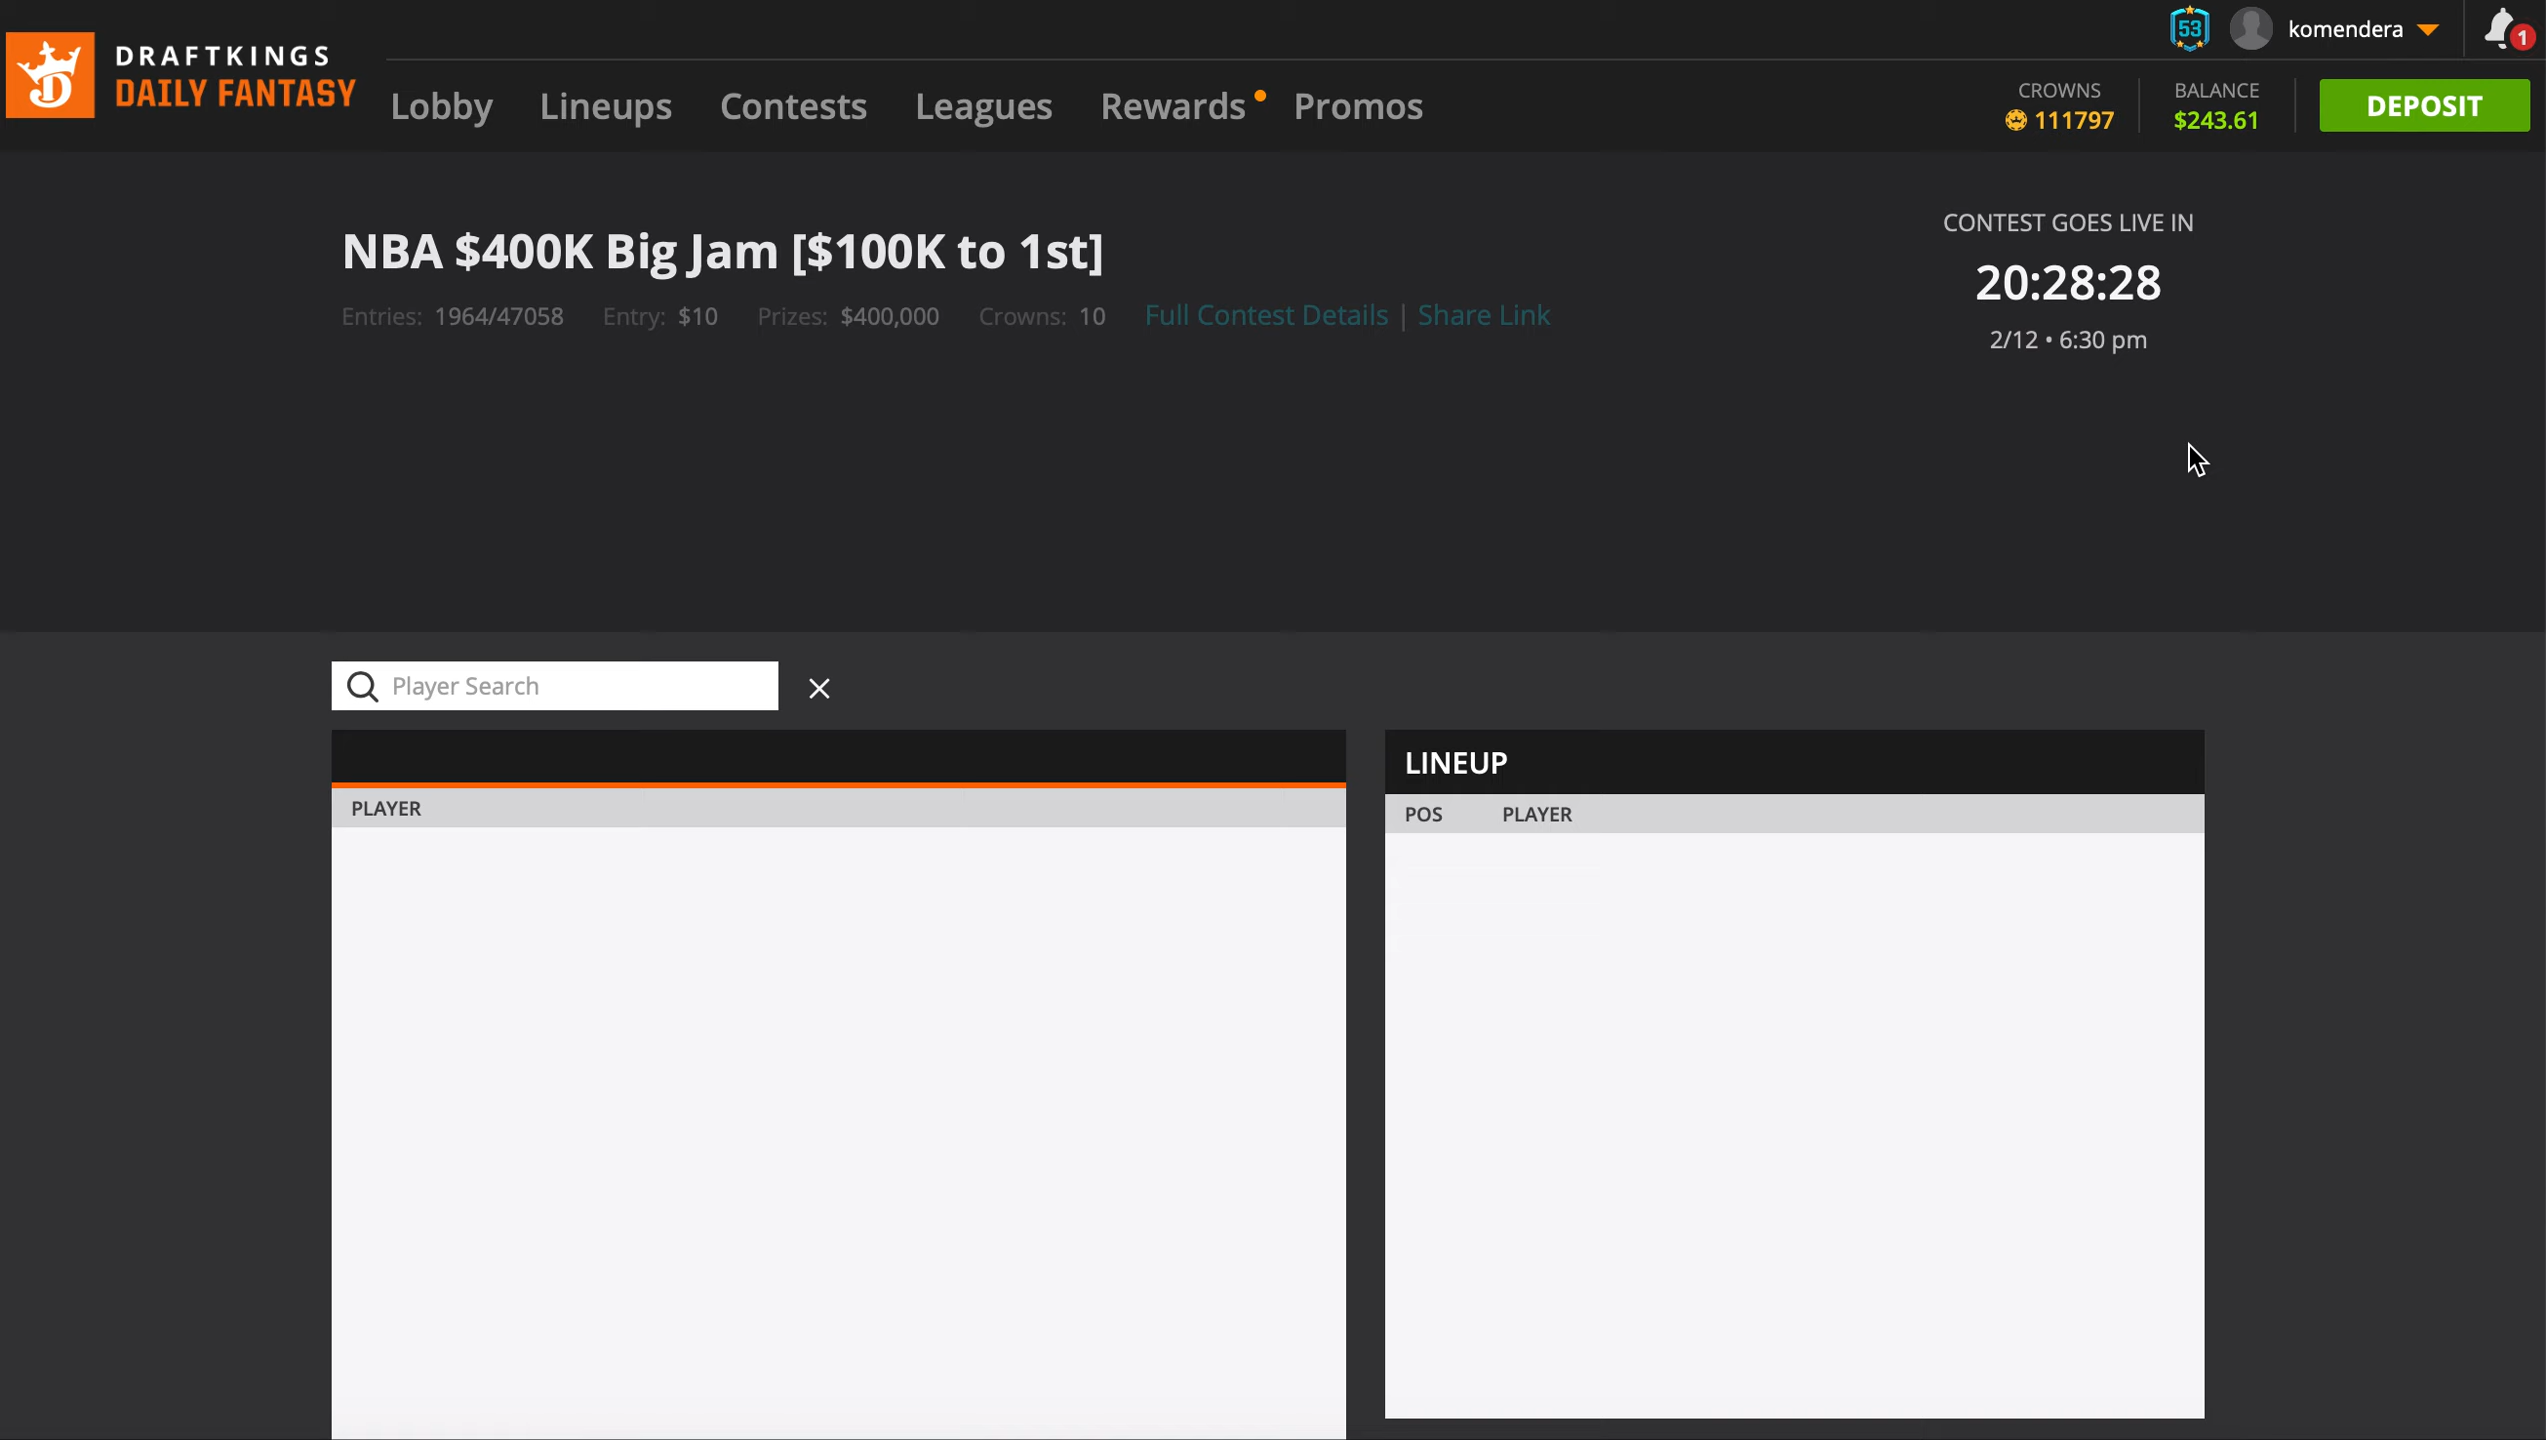 53 komendera 1
DRAFTKINGS
DAILY FANTASY
Lobby Lineups Contests Leagues Rewards Promos
CROWNS BALANCE
111797 $243.61
DEPOSIT
NBA $400K Big Jam [$100K to 1st]
Entries: 1964/47058 Entry: $10 Prizes: $400,000 Crowns: 10 Full Contest Details | Share Link
CONTEST GOES LIVE IN
20:28:28
2/12 • 6:30 pm
Player Search
PLAYER
LINEUP
POS PLAYER